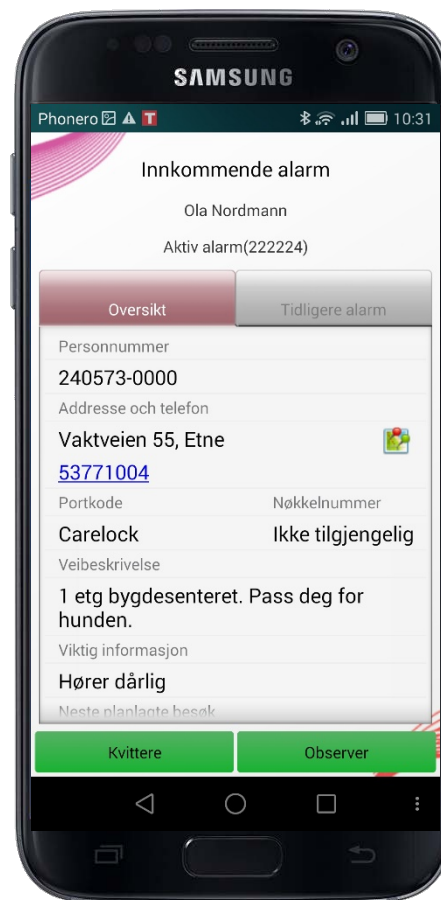 SAMSUNG
Phonero T 10:31
Innkommende alarm
Ola Nordmann
Aktiv alarm(222224)
Oversikt Tidligere alarm
Personnummer
240573-0000
Addresse och telefon
Vaktveien 55, Etne
53771004
Portkode Nøkkelnummer
Carelock Ikke tilgjengelig
Veibeskrivelse
1 etg bygdesenteret. Pass deg for
hunden.
Viktig informasjon
Hører dårlig
Neste planlagte besøk
Kvittere Observer